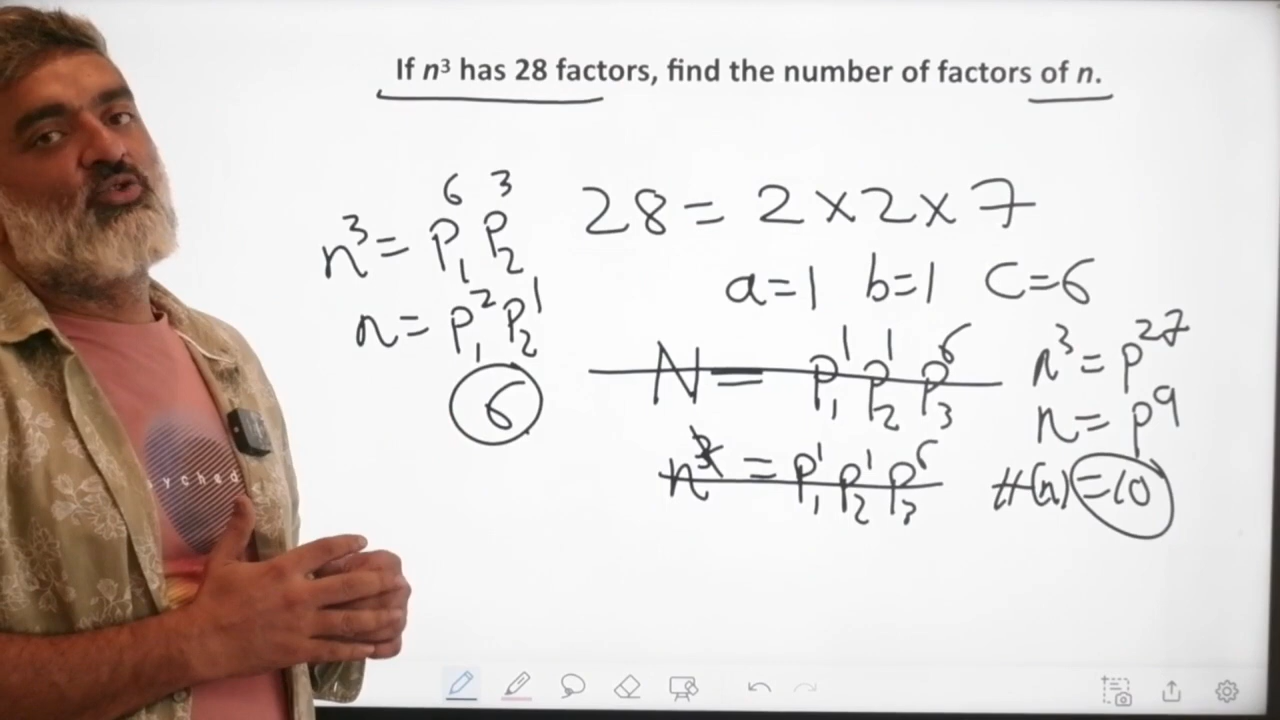 If n³ has 28 factors, find the number of factors of n.
n³ = p₁⁶ p₂³
n = p₁² p₂¹
6
28 = 2 × 2 × 7
a=1 b=1 c=6
N = p₁¹ p₂¹ p₃⁶
n³ = p₁¹ p₂¹ p₃⁶
n³ = p²⁷
n = p⁹
#(n) = 10
yched